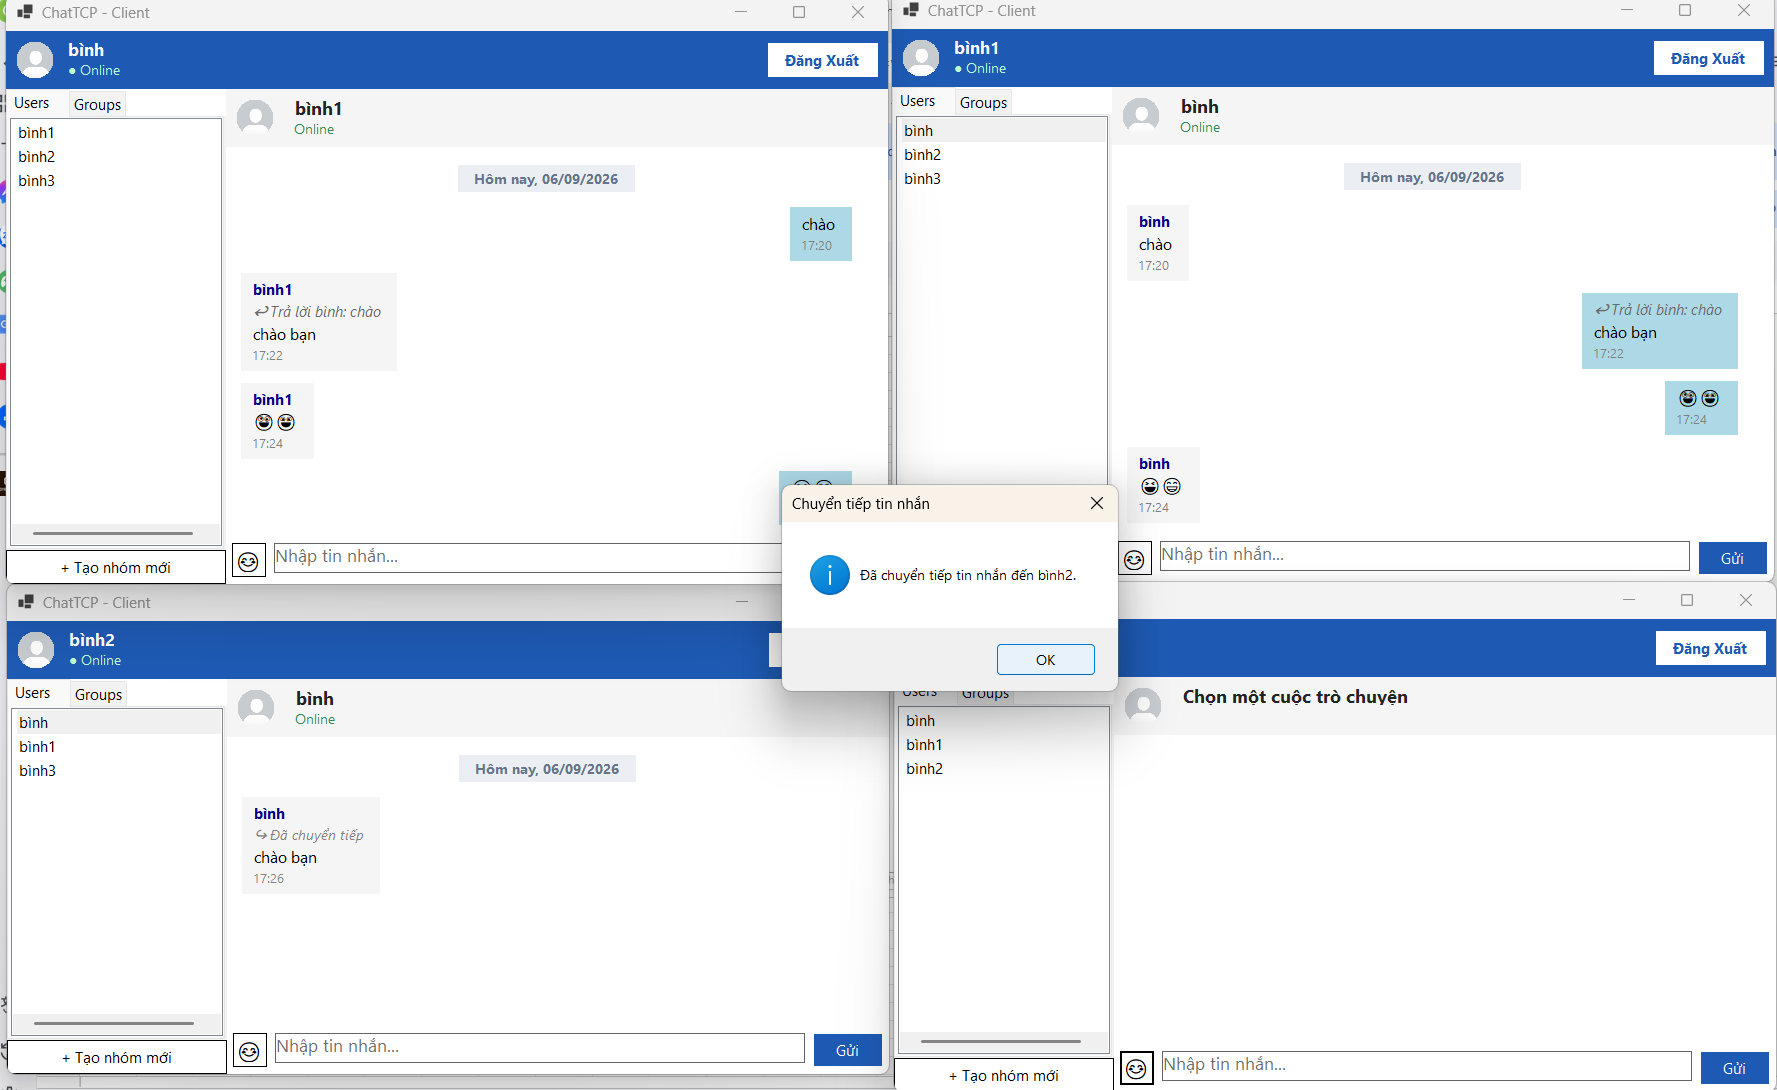 ChatTCP - Client
bình
● Online
Đăng Xuất
Users
Groups
bình1
bình2
bình3
+ Tạo nhóm mới
bình1
Online
Hôm nay, 06/09/2026
chào
17:20
bình1
↩ Trả lời bình: chào
chào bạn
17:22
bình1
😆😆
17:24
Nhập tin nhắn...
ChatTCP - Client
bình1
● Online
Đăng Xuất
Users
Groups
bình
bình2
bình3
bình
Online
Hôm nay, 06/09/2026
bình
chào
17:20
↩ Trả lời bình: chào
chào bạn
17:22
😆😆
17:24
bình
😆😄
17:24
Nhập tin nhắn...
Gửi
Chuyển tiếp tin nhắn
Đã chuyển tiếp tin nhắn đến bình2.
OK
ChatTCP - Client
bình2
● Online
Users
Groups
bình
bình1
bình3
+ Tạo nhóm mới
bình
Online
Hôm nay, 06/09/2026
bình
↪ Đã chuyển tiếp
chào bạn
17:26
Nhập tin nhắn...
Gửi
Đăng Xuất
Users
Groups
bình
bình1
bình2
+ Tạo nhóm mới
Chọn một cuộc trò chuyện
Nhập tin nhắn...
Gửi